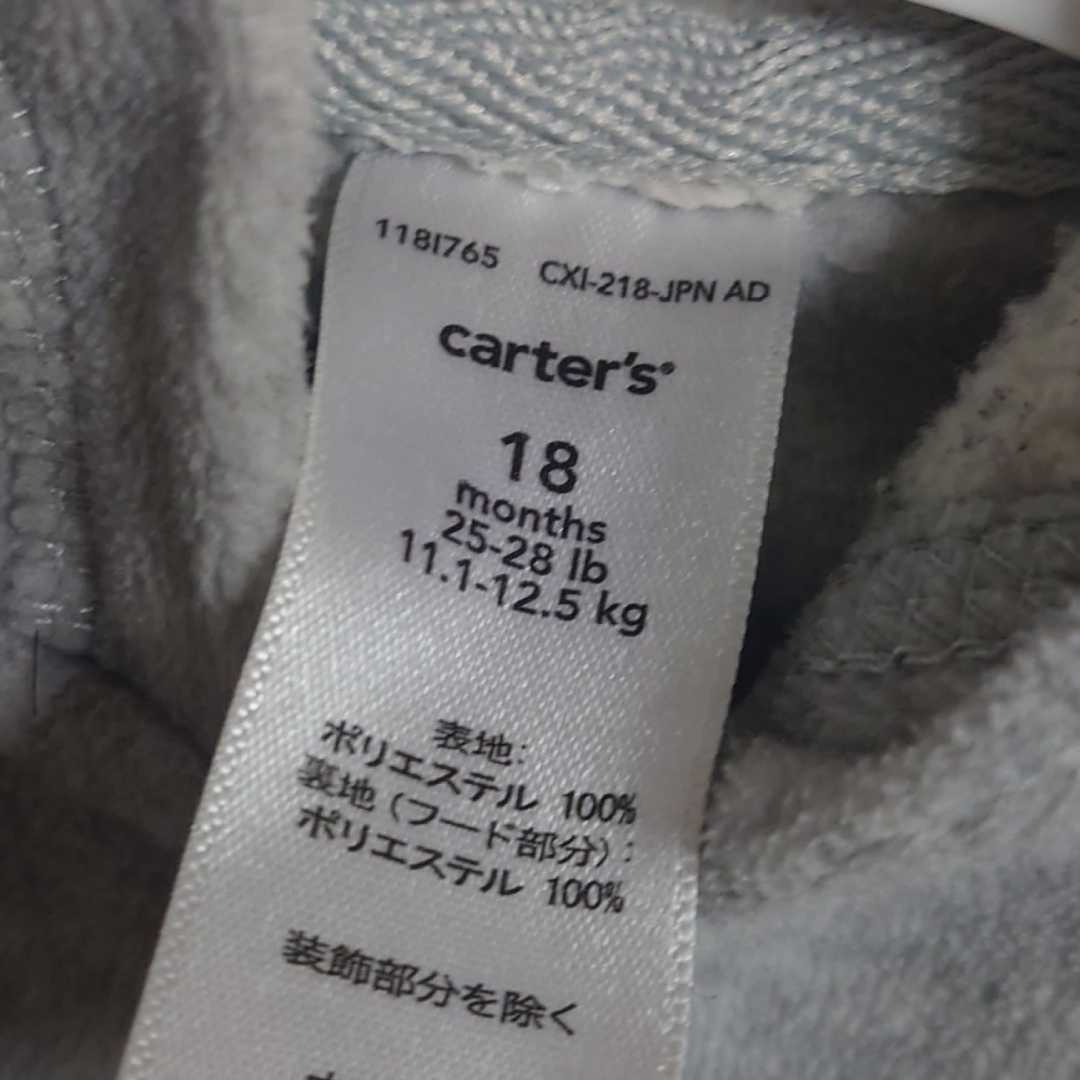 118I765 CXI-218-JPN AD
carter's®
18
months
25-28 lb
11.1-12.5 kg
表地:
ポリエステル 100%
裏地 (フード部分):
ポリエステル 100%
装飾部分を除く